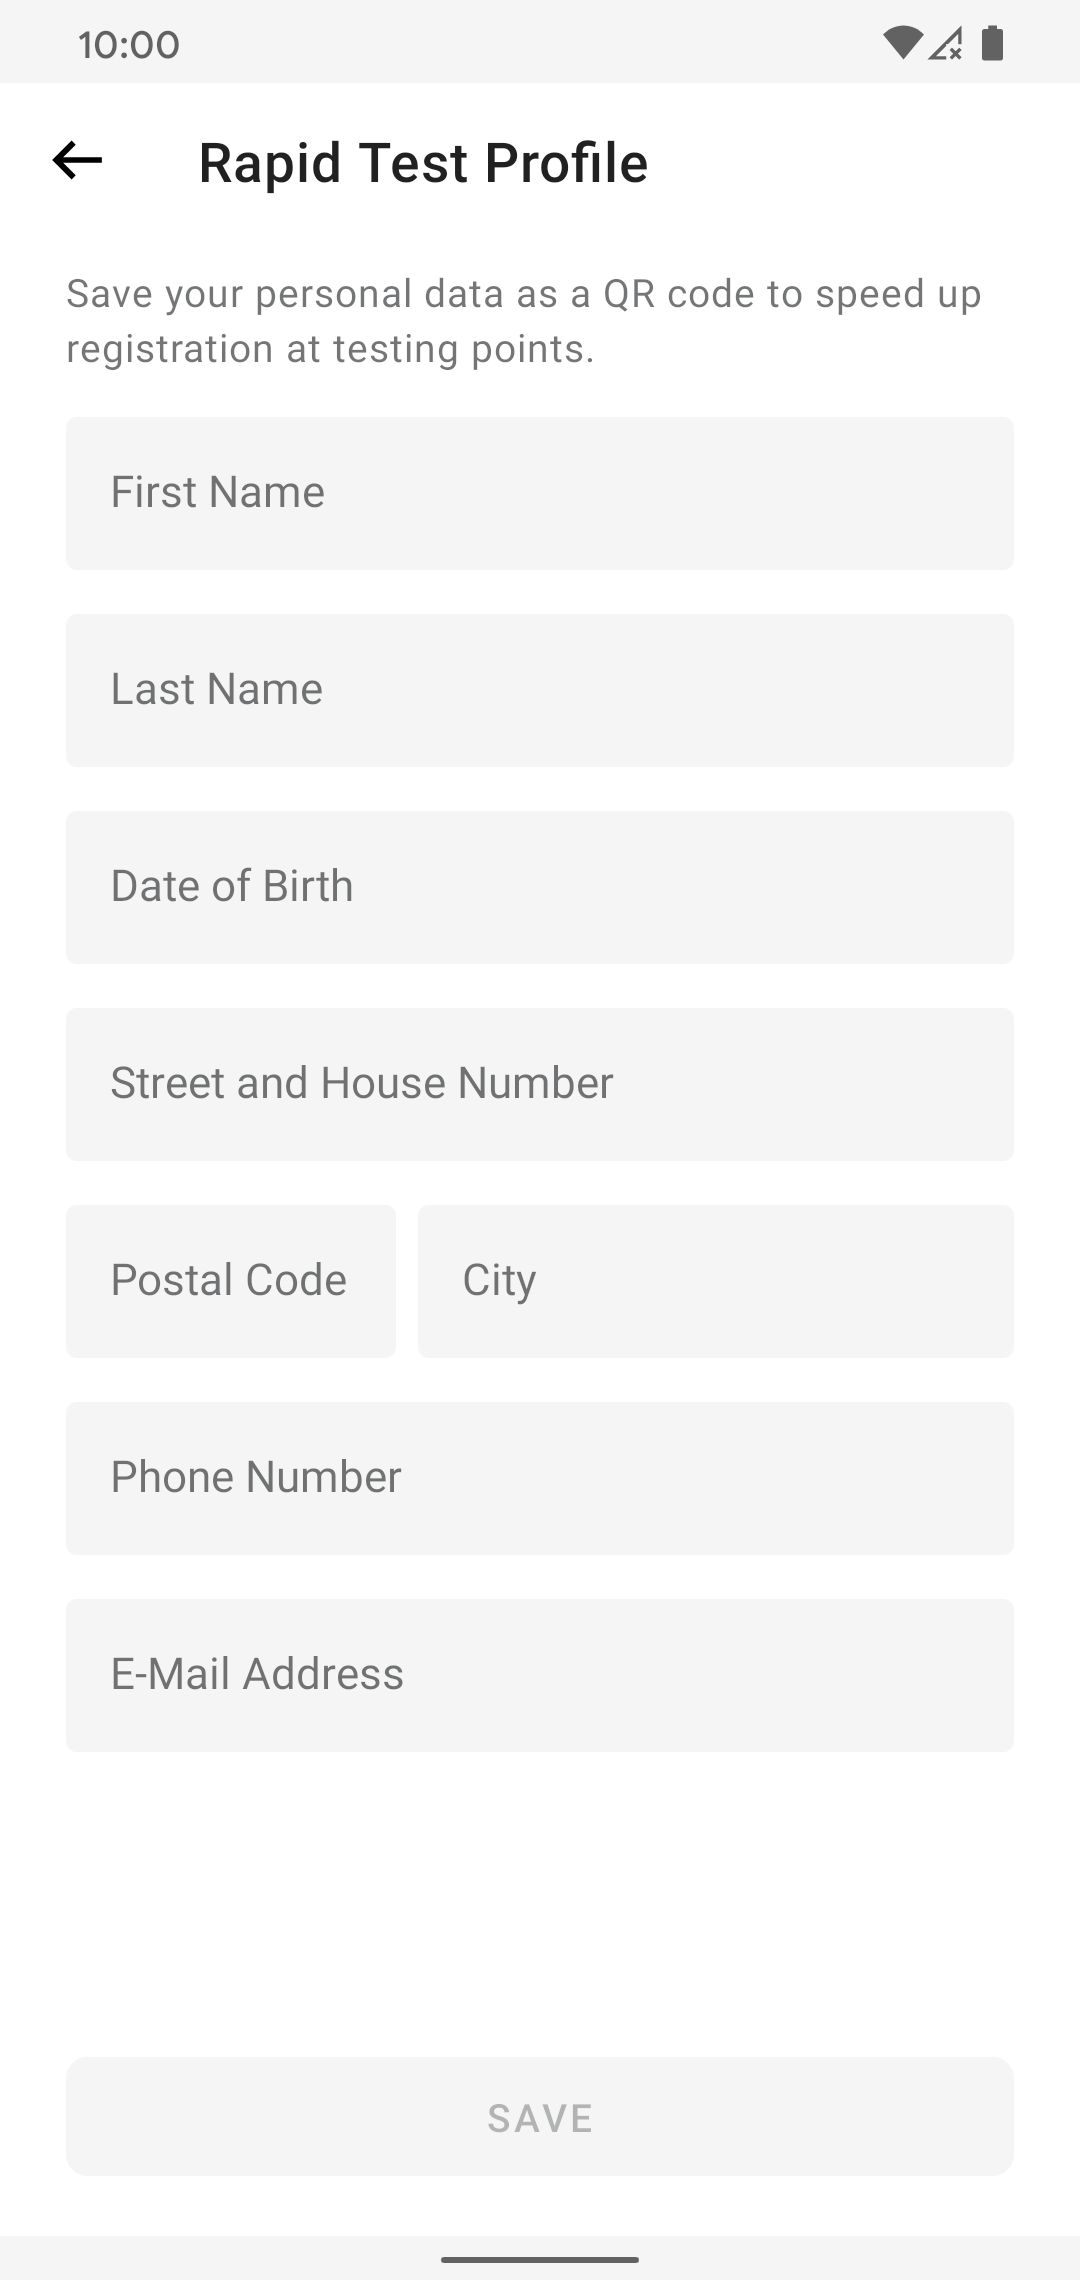 10:00
Rapid Test Profile
Save your personal data as a QR code to speed up
registration at testing points.
First Name
Last Name
Date of Birth
Street and House Number
Postal Code City
Phone Number
E-Mail Address
SAVE